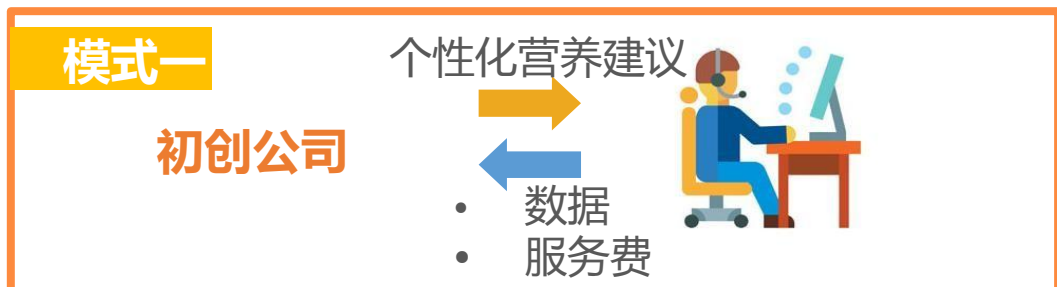 模式一
个性化营养建议
初创公司
• 数据
• 服务费